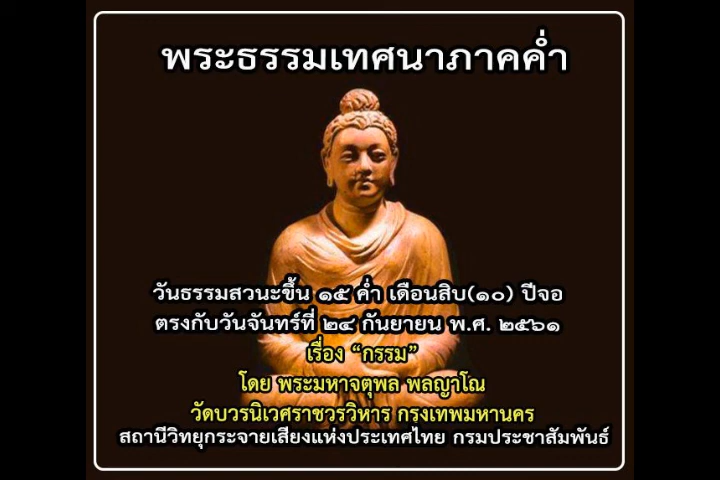 พระธรรมเทศนาภาคค่ำ
วันธรรมสวนะขึ้น ๑๕ ค่ำ เดือนสิบ(๑๐) ปีจอ
ตรงกับวันจันทร์ที่ ๒๔ กันยายน พ.ศ. ๒๕๖๑
เรื่อง “กรรม”
โดย พระมหาจตุพล พลญาโณ
วัดบวรนิเวศราชวรวิหาร กรุงเทพมหานคร
สถานีวิทยุกระจายเสียงแห่งประเทศไทย กรมประชาสัมพันธ์